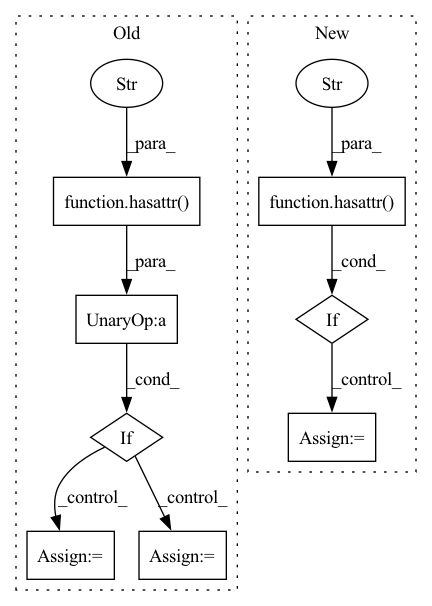 Old
New
Str
Str
_para_
_para_
function.hasattr()
function.hasattr()
_para_
_cond_
UnaryOp:a
If
_cond_
_control_
If
Assign:=
_control_
_control_
Assign:=
Assign:=